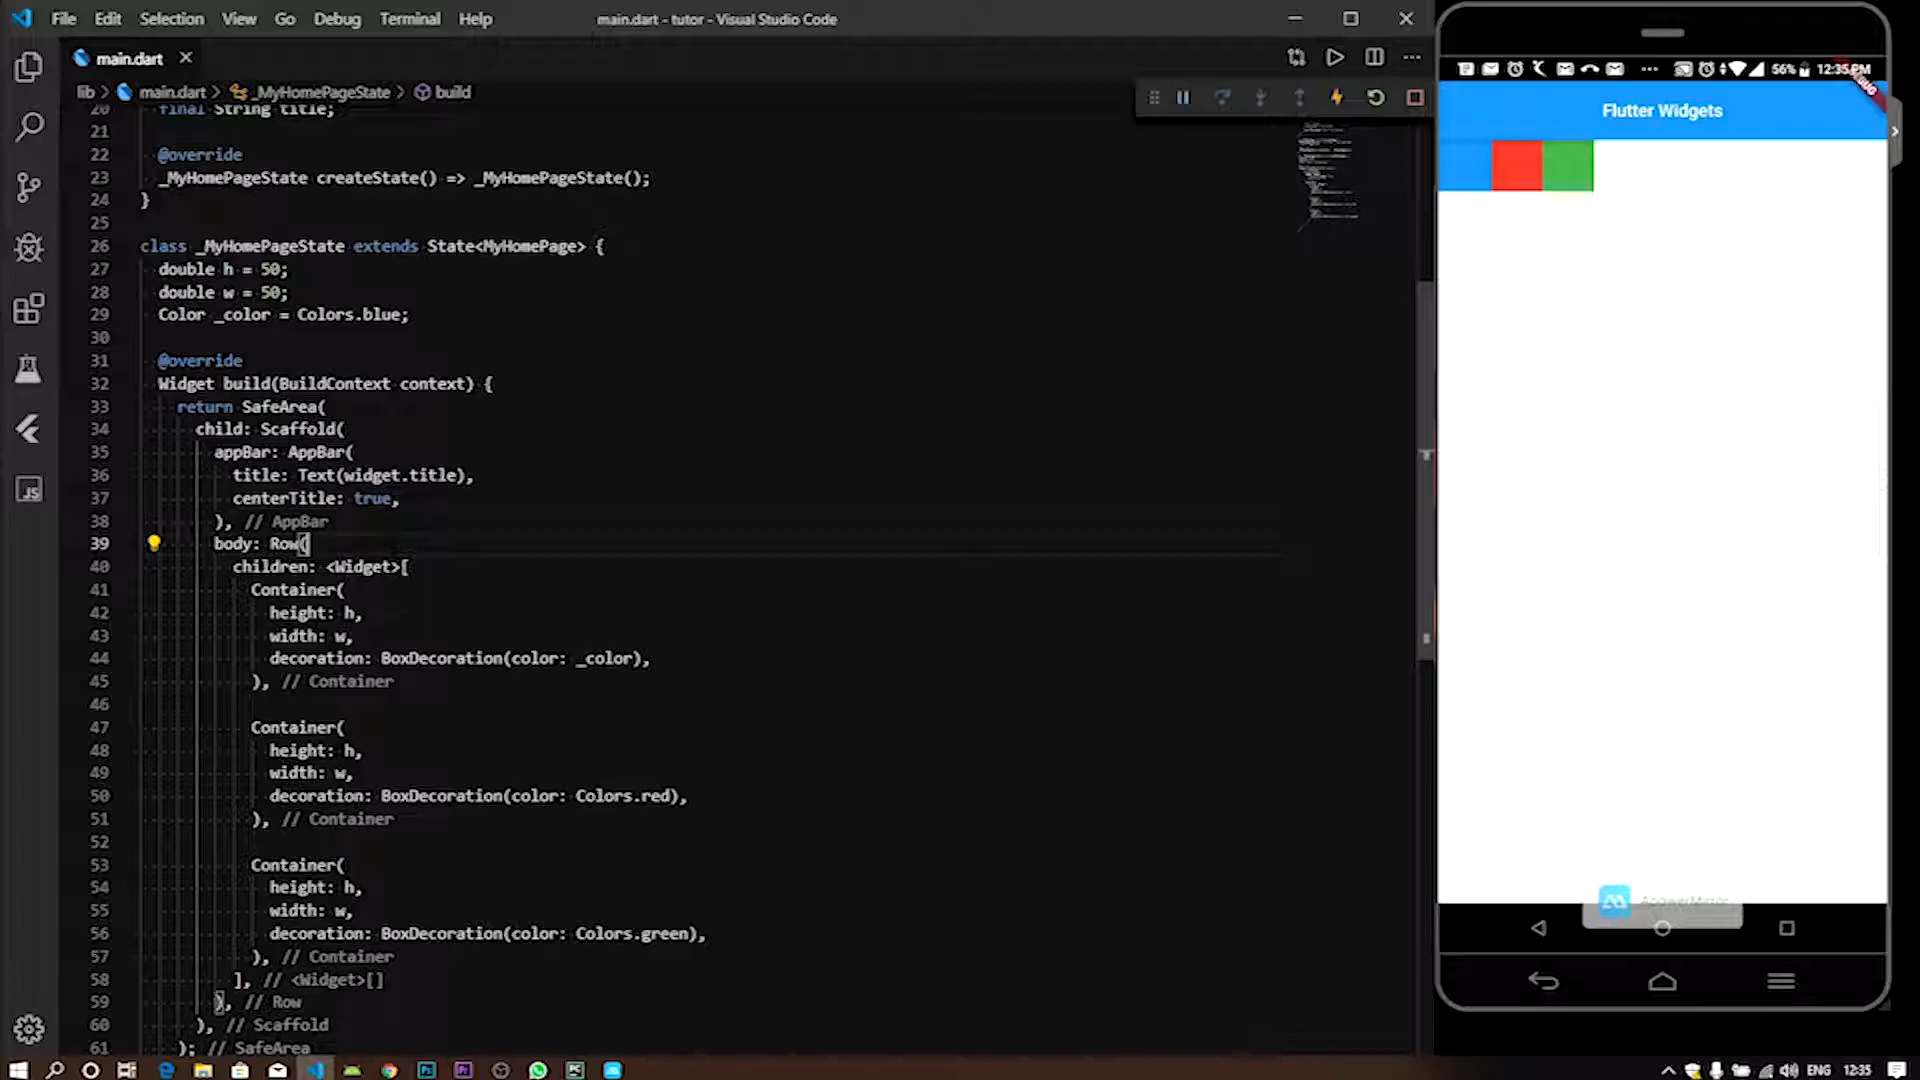 File Edit Selection View Go Debug Terminal Help
main.dart - tutor - Visual Studio Code
main.dart
lib > main.dart > _MyHomePageState > build
20 final String title;
21
22 @override
23 _MyHomePageState createState() => _MyHomePageState();
24 }
25
26 class _MyHomePageState extends State<MyHomePage> {
27 double h = 50;
28 double w = 50;
29 Color _color = Colors.blue;
30
31 @override
32 Widget build(BuildContext context) {
33 return SafeArea(
34 child: Scaffold(
35 appBar: AppBar(
36 title: Text(widget.title),
37 centerTitle: true,
38 ), // AppBar
39 body: Row(
40 children: <Widget>[
41 Container(
42 height: h,
43 width: w,
44 decoration: BoxDecoration(color: _color),
45 ), // Container
46
47 Container(
48 height: h,
49 width: w,
50 decoration: BoxDecoration(color: Colors.red),
51 ), // Container
52
53 Container(
54 height: h,
55 width: w,
56 decoration: BoxDecoration(color: Colors.green),
57 ), // Container
58 ], // <Widget>[]
59 ), // Row
60 ), // Scaffold
61 ); // SafeArea
56% 12:35 PM
Flutter Widgets
ApowerMirror
JS
ENG 12:35